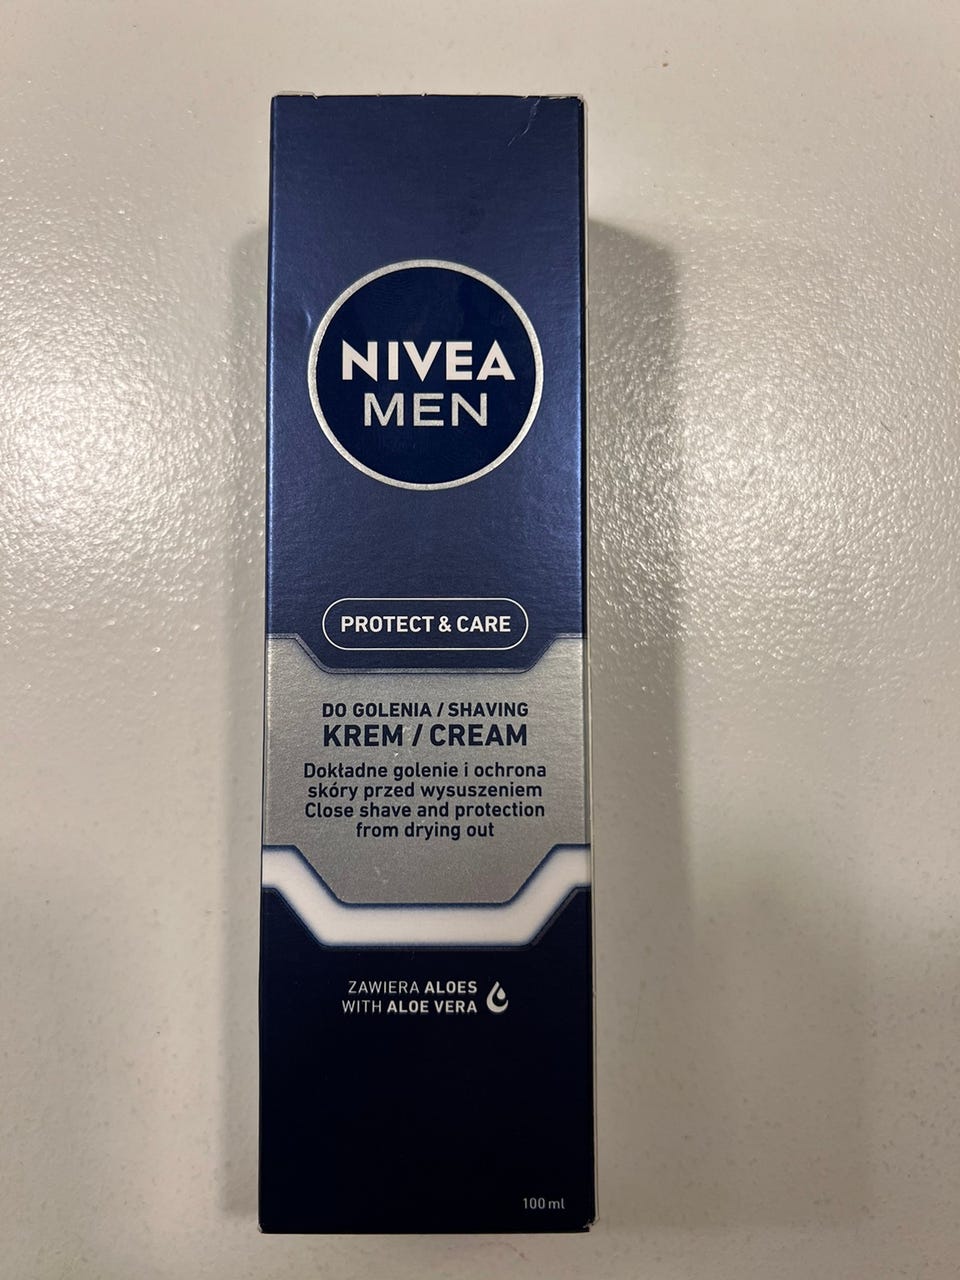 NIVEA
MEN
PROTECT & CARE
DO GOLENIA / SHAVING
KREM / CREAM
Dokładne golenie i ochrona
skóry przed wysuszeniem
Close shave and protection
from drying out
ZAWIERA ALOES
WITH ALOE VERA
100 ml